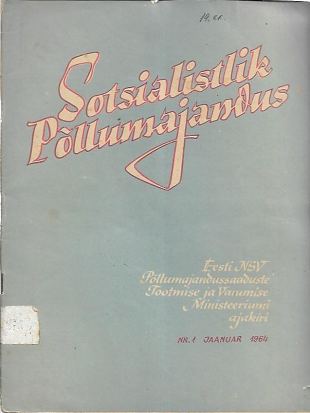 Sotsialistlik
Põllumajandus
Eesti NSV
Põllumajandussaaduste
Tootmise ja Varumise
Ministeeriumi
ajakiri
NR. 1 JAANUAR 1964